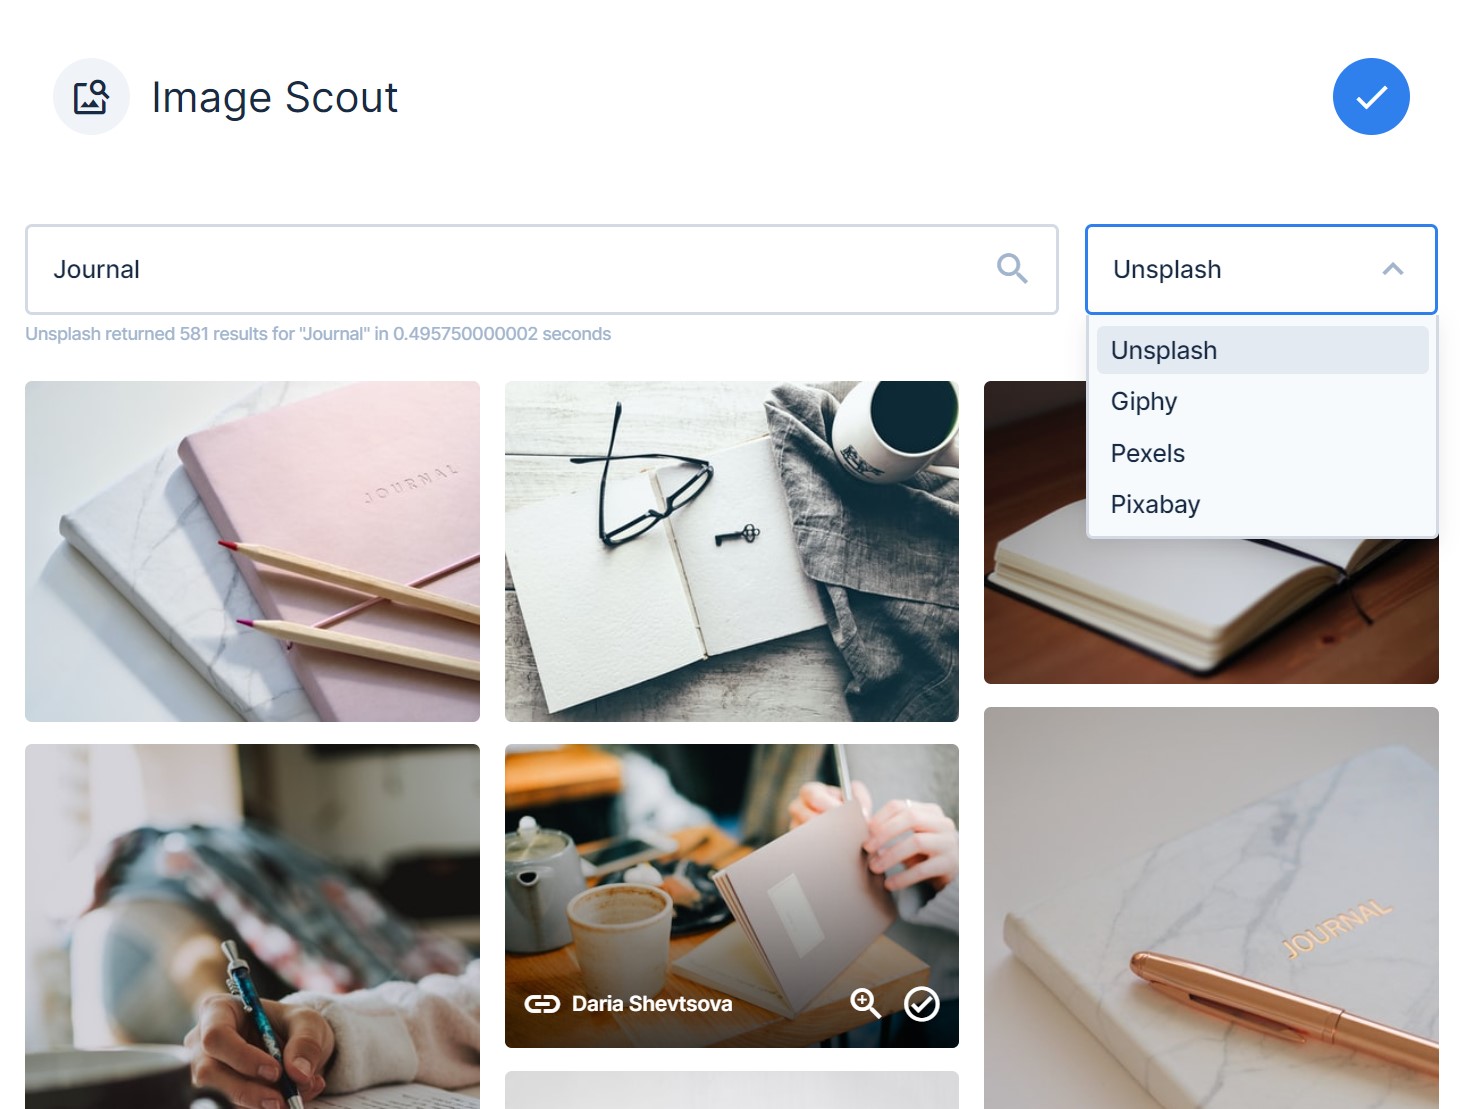 Image Scout
Journal
Unsplash
Unsplash returned 581 results for "Journal" in 0.495750000002 seconds
Unsplash
Giphy
Pexels
Pixabay
JOURNAL
JOURNAL
Daria Shevtsova